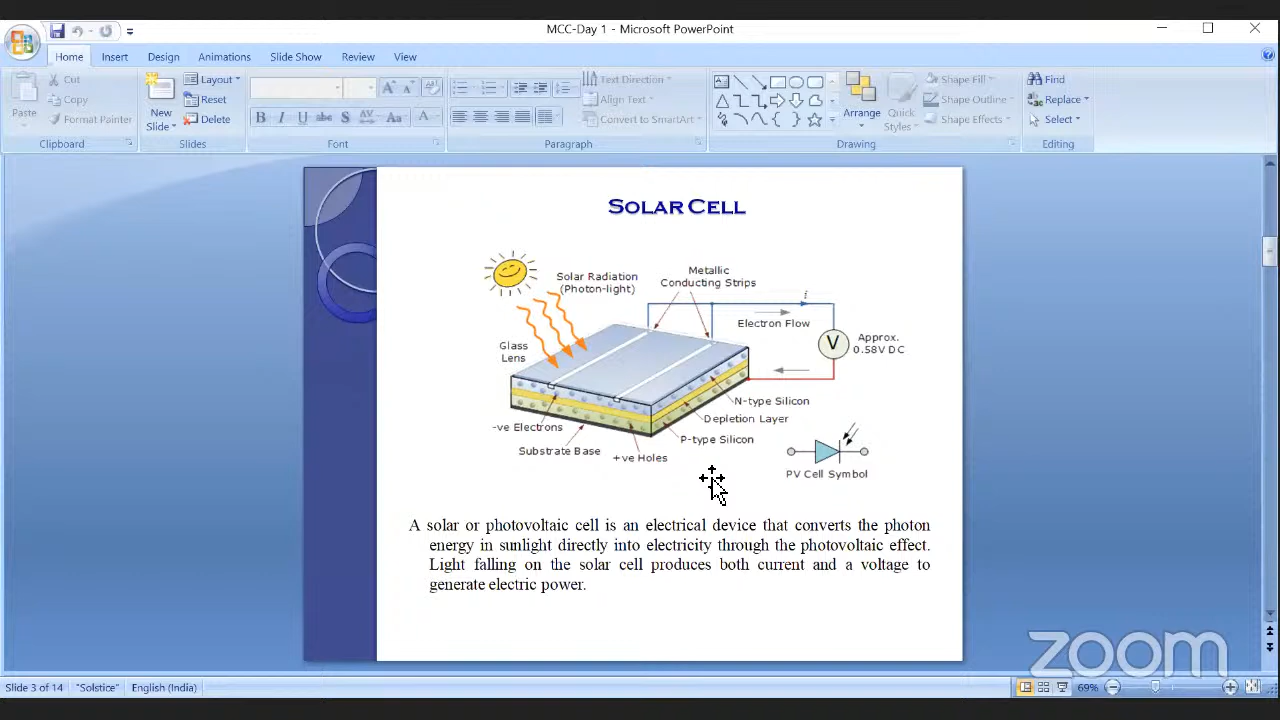 MCC-Day 1 - Microsoft PowerPoint
Home Insert Design Animations Slide Show Review View
Paste
Cut
Copy
Format Painter
Clipboard
New
Slide
Layout
Reset
Delete
Slides
B I U abc S AV Aa A
Font
Text Direction
Align Text
Convert to SmartArt
Paragraph
Arrange
Quick
Styles
Shape Fill
Shape Outline
Shape Effects
Drawing
Find
Replace
Select
Editing
SOLAR CELL
Solar Radiation
(Photon-light)
Metallic
Conducting Strips
i
Electron Flow
V
Approx.
0.58V DC
Glass
Lens
N-type Silicon
Depletion Layer
P-type Silicon
-ve Electrons
Substrate Base
+ve Holes
PV Cell Symbol
A solar or photovoltaic cell is an electrical device that converts the photon
energy in sunlight directly into electricity through the photovoltaic effect.
Light falling on the solar cell produces both current and a voltage to
generate electric power.
zoom
Slide 3 of 14 "Solstice" English (India) 69%